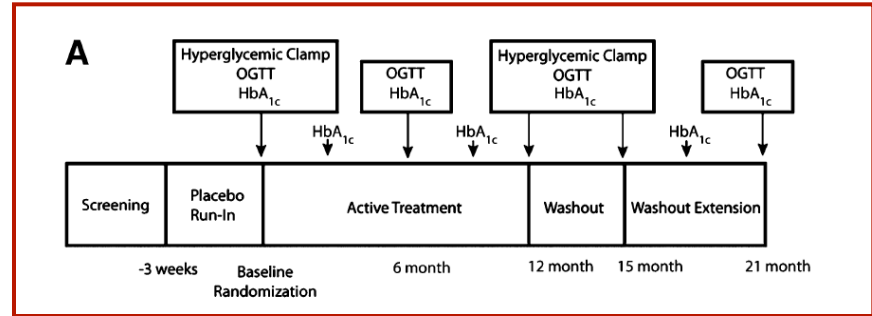 A
Hyperglycemic Clamp
OGTT
HbA1c
OGTT
HbA1c
Hyperglycemic Clamp
OGTT
HbA1c
OGTT
HbA1c
HbA1c
HbA1c
HbA1c
Screening
Placebo
Run-In
Active Treatment
Washout
Washout Extension
-3 weeks
Baseline
Randomization
6 month
12 month
15 month
21 month